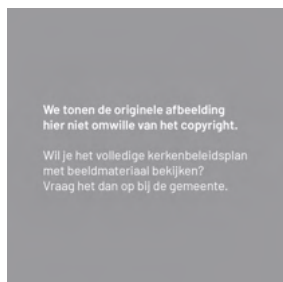 We tonen de originele afbeelding
hier niet omwille van het copyright.
Wil je het volledige kerkenbeleidsplan
met beeldmateriaal bekijken?
Vraag het dan op bij de gemeente.